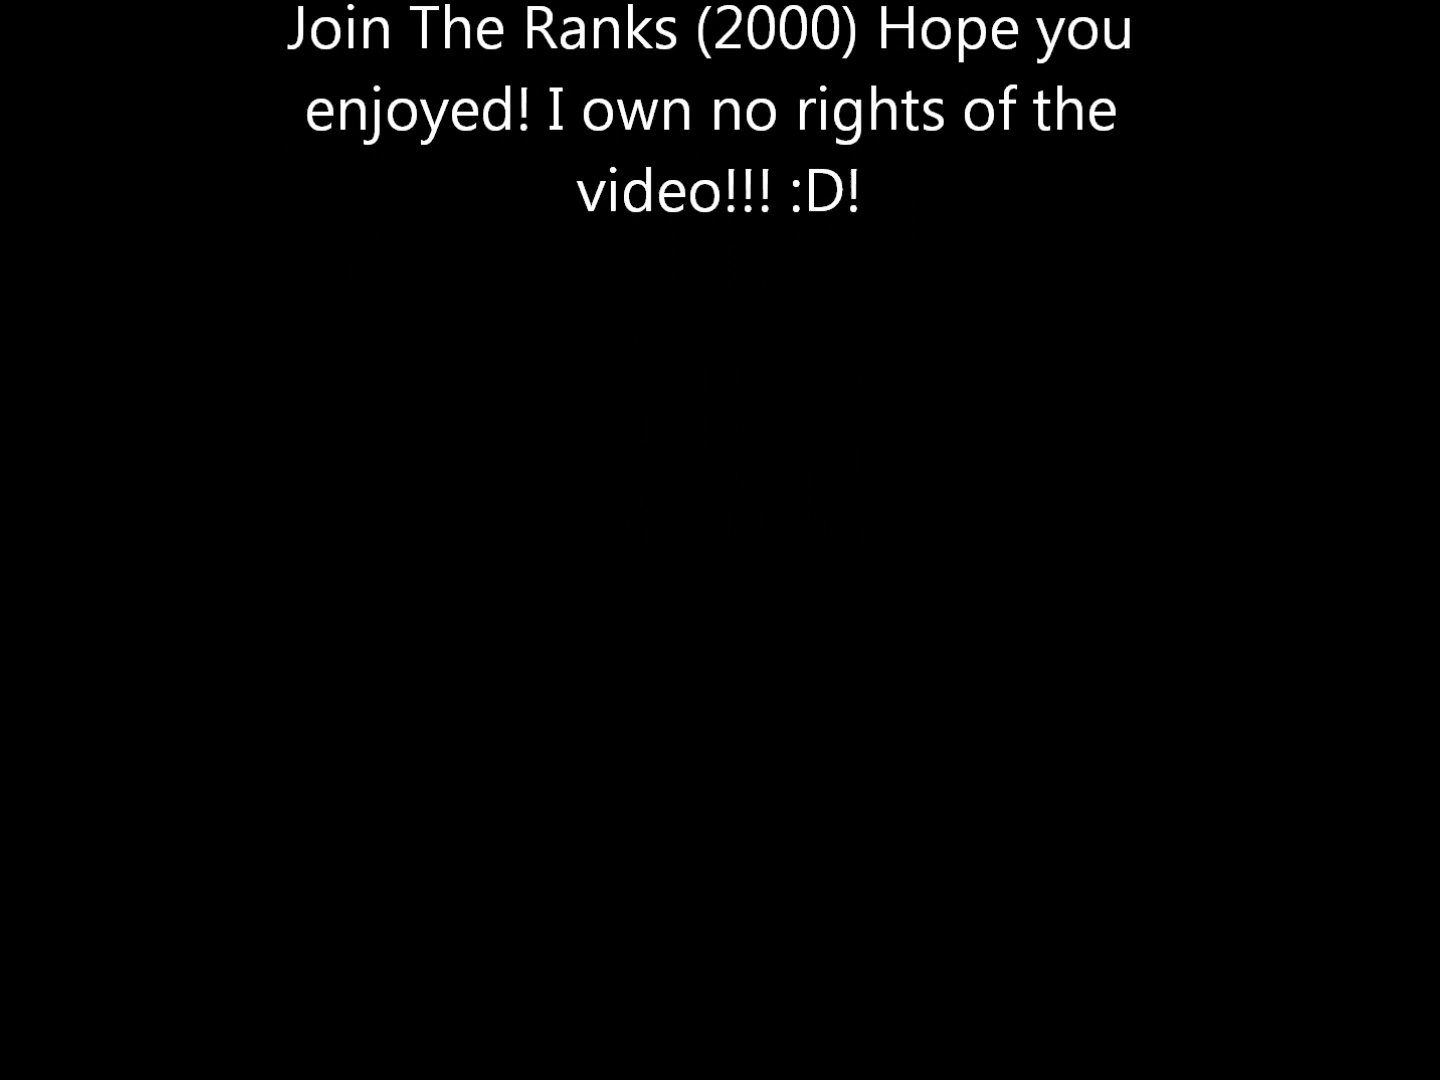 Join The Ranks (2000) Hope you
enjoyed! I own no rights of the
video!!! :D!